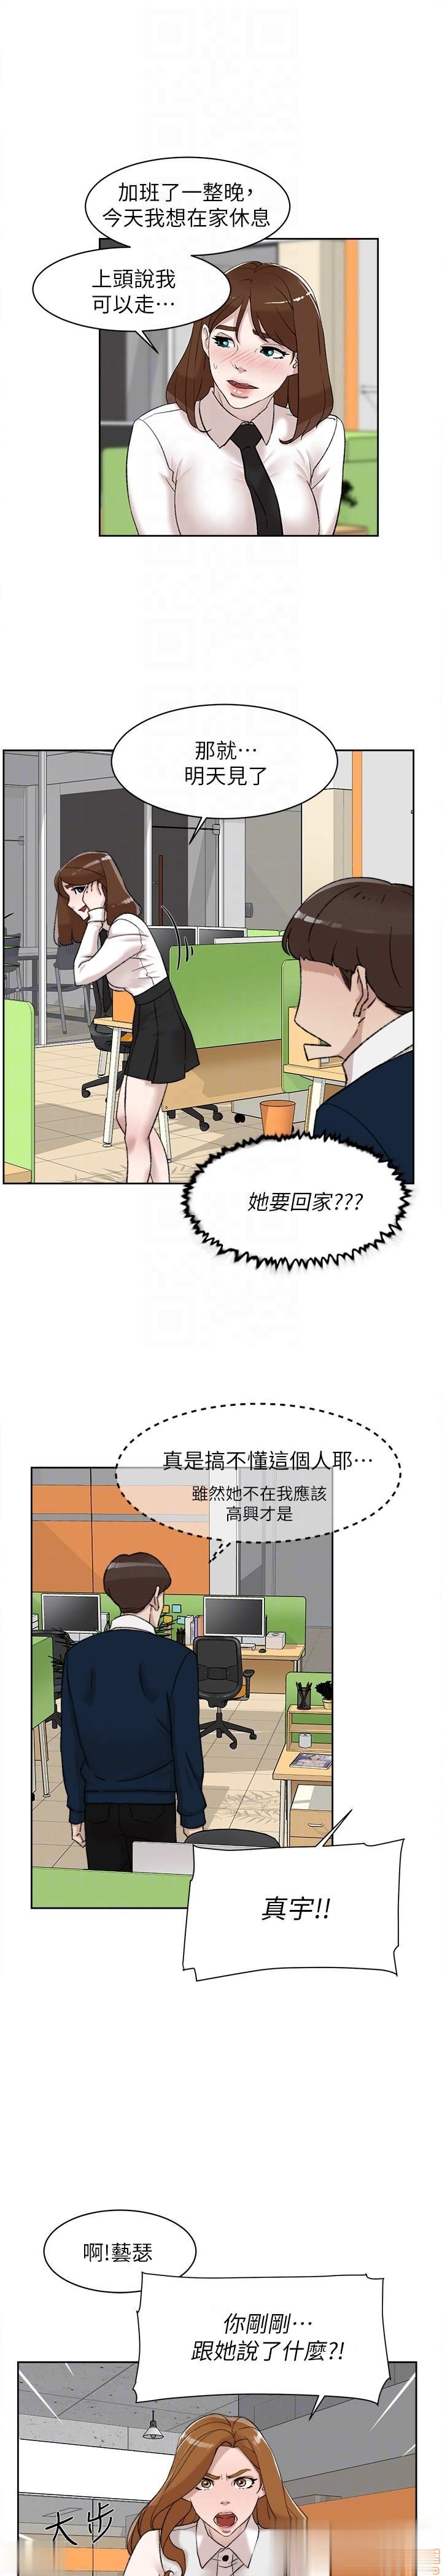 加班了一整晚，
今天我想在家休息
上頭說我
可以走⋯
那就⋯
明天見了
她要回家???
真是搞不懂這個人耶⋯
雖然她不在我應該
高興才是
真宇!!
啊!藝瑟
你剛剛⋯
跟她說了什麼?!
大步